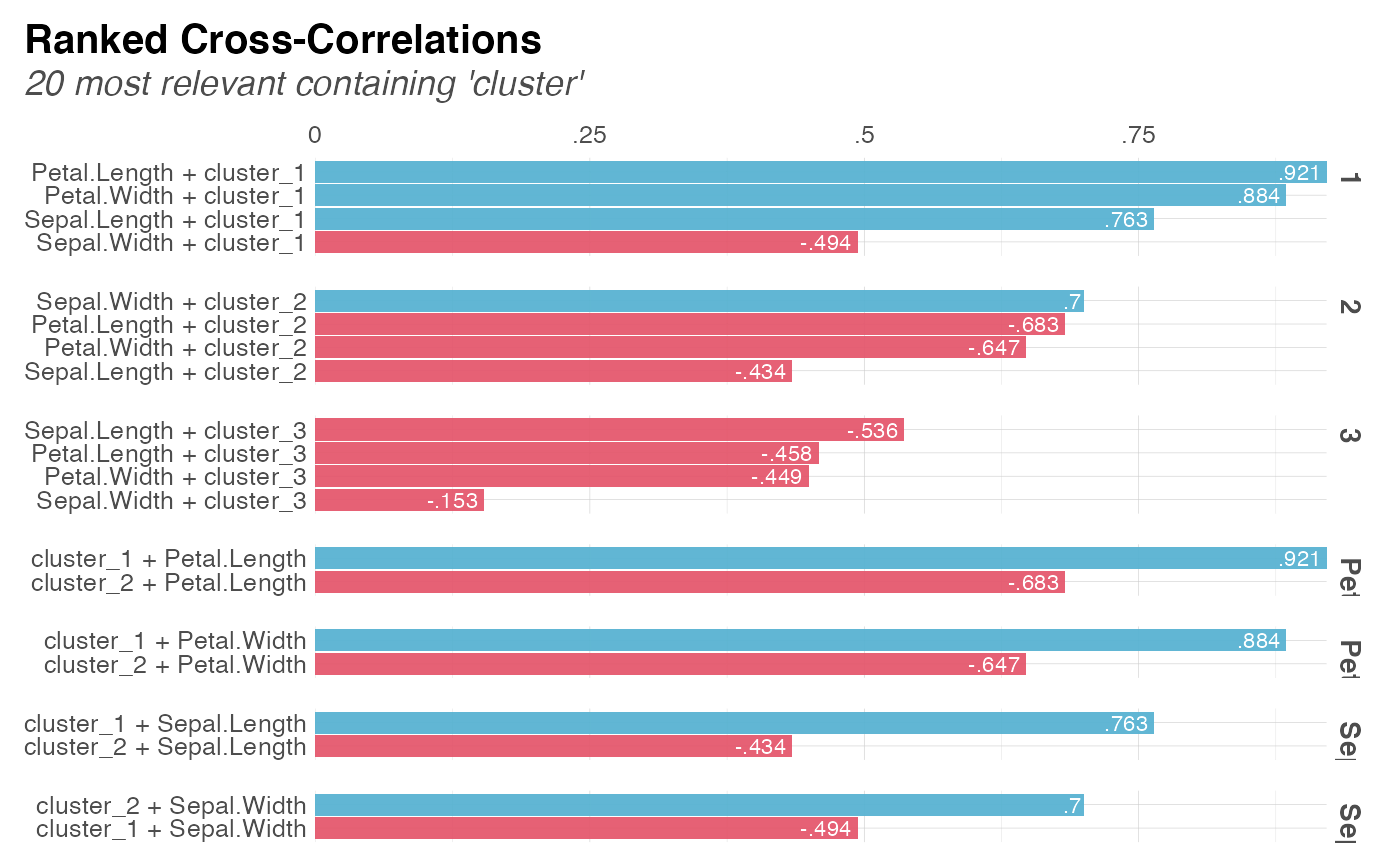 Ranked Cross-Correlations
20 most relevant containing 'cluster'
0 .25 .5 .75
Petal.Length + cluster_1 .921
Petal.Width + cluster_1 .884
Sepal.Length + cluster_1 .763
Sepal.Width + cluster_1 -.494
1
Sepal.Width + cluster_2 .7
Petal.Length + cluster_2 -.683
Petal.Width + cluster_2 -.647
Sepal.Length + cluster_2 -.434
2
Sepal.Length + cluster_3 -.536
Petal.Length + cluster_3 -.458
Petal.Width + cluster_3 -.449
Sepal.Width + cluster_3 -.153
3
cluster_1 + Petal.Length .921
cluster_2 + Petal.Length -.683
cluster_1 + Petal.Width .884
cluster_2 + Petal.Width -.647
cluster_1 + Sepal.Length .763
cluster_2 + Sepal.Length -.434
cluster_2 + Sepal.Width .7
cluster_1 + Sepal.Width -.494